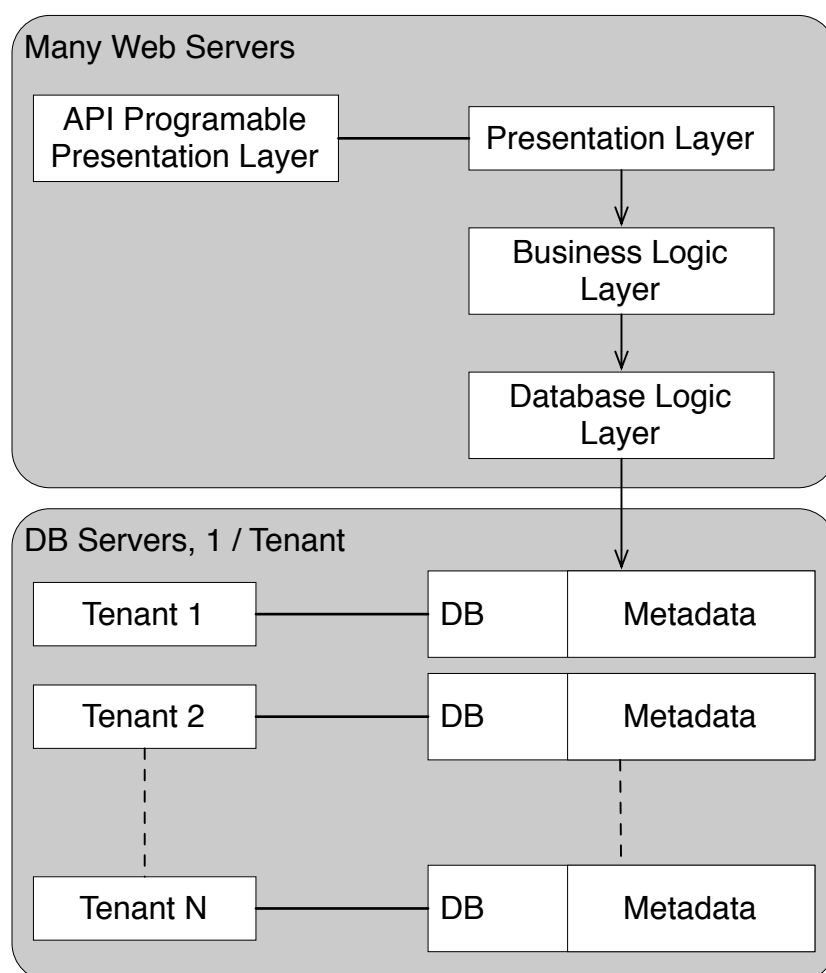 Many Web Servers
API Programable
Presentation Layer
Presentation Layer
Business Logic
Layer
Database Logic
Layer
DB Servers, 1 / Tenant
Tenant 1
DB
Metadata
Tenant 2
DB
Metadata
Tenant N
DB
Metadata